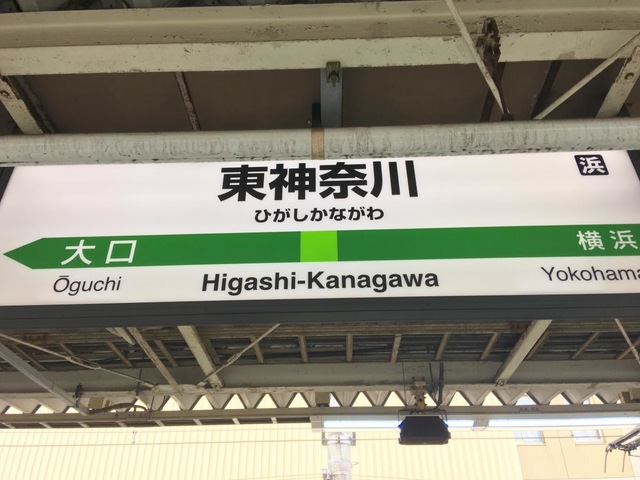 東神奈川
浜
ひがしかながわ
大口
横浜
Ōguchi
Higashi-Kanagawa
Yokohama